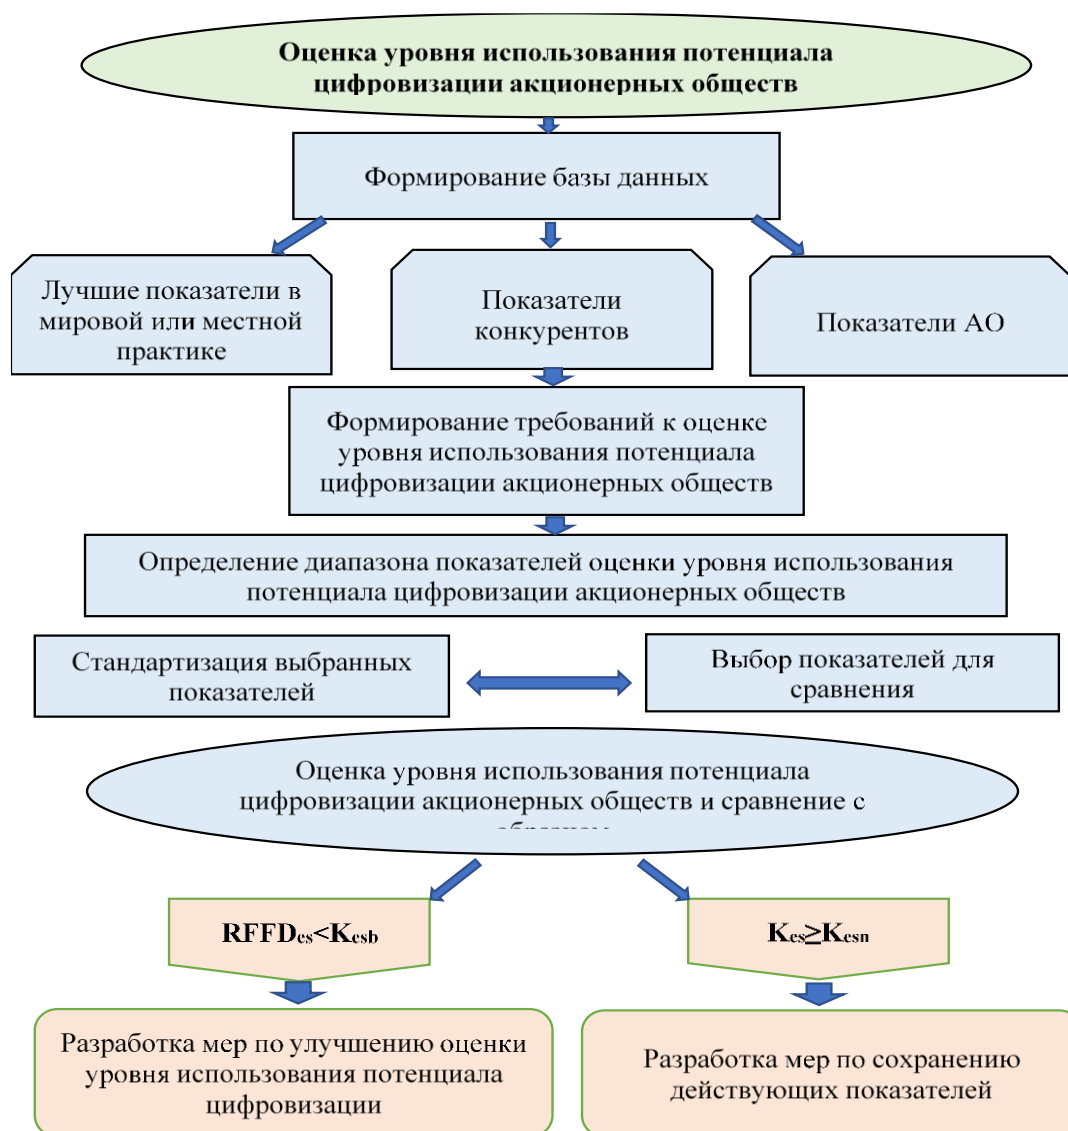 Оценка уровня использования потенциала
цифровизации акционерных обществ
Формирование базы данных
Лучшие показатели в
мировой или местной
практике
Показатели
конкурентов
Показатели АО
Формирование требований к оценке
уровня использования потенциала
цифровизации акционерных обществ
Определение диапазона показателей оценки уровня использования
потенциала цифровизации акционерных обществ
Стандартизация выбранных
показателей
Выбор показателей для
сравнения
Оценка уровня использования потенциала
цифровизации акционерных обществ и сравнение с
RFFDes<Kesb
Kes≥Kesn
Разработка мер по улучшению оценки
уровня использования потенциала
цифровизации
Разработка мер по сохранению
действующих показателей